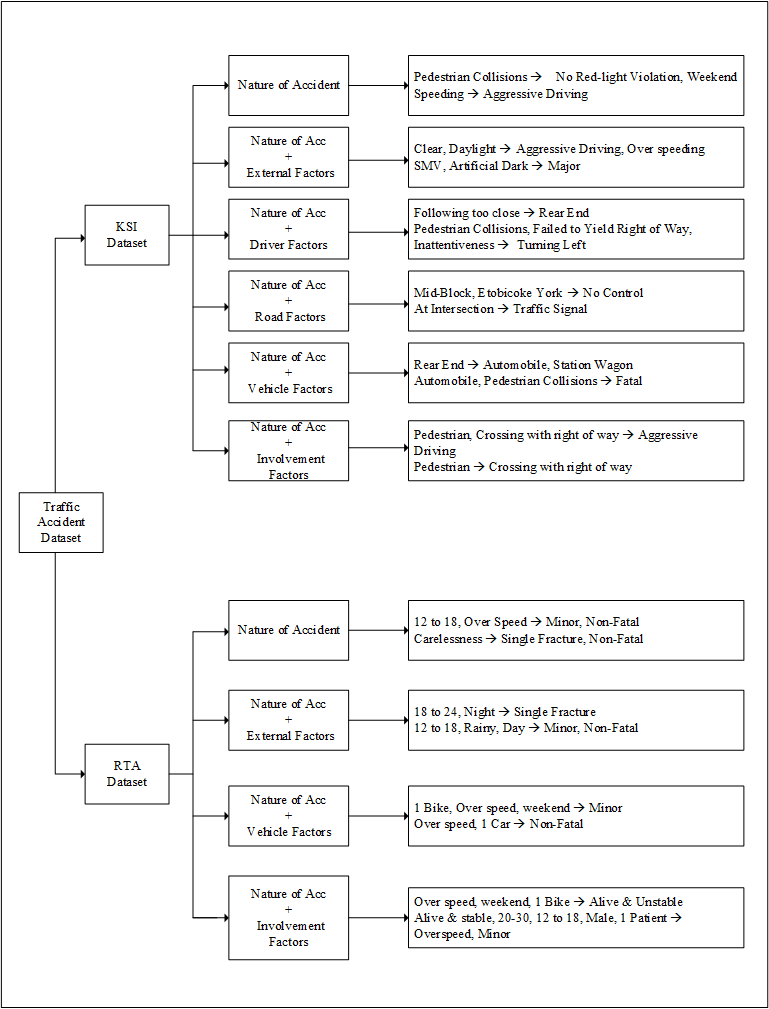 Nature of Accident
Pedestrian Collisions → No Red-light Violation, Weekend
Speeding → Aggressive Driving
Nature of Acc
+
External Factors
Clear, Daylight → Aggressive Driving, Over speeding
SMV, Artificial Dark → Major
KSI
Dataset
Nature of Acc
+
Driver Factors
Following too close → Rear End
Pedestrian Collisions, Failed to Yield Right of Way,
Inattentiveness → Turning Left
Nature of Acc
+
Road Factors
Mid-Block, Etobicoke York → No Control
At Intersection → Traffic Signal
Nature of Acc
+
Vehicle Factors
Rear End → Automobile, Station Wagon
Automobile, Pedestrian Collisions → Fatal
Nature of Acc
+
Involvement
Factors
Pedestrian, Crossing with right of way → Aggressive
Driving
Pedestrian → Crossing with right of way
Traffic
Accident
Dataset
Nature of Accident
12 to 18, Over Speed → Minor, Non-Fatal
Carelessness → Single Fracture, Non-Fatal
Nature of Acc
+
External Factors
18 to 24, Night → Single Fracture
12 to 18, Rainy, Day → Minor, Non-Fatal
RTA
Dataset
Nature of Acc
+
Vehicle Factors
1 Bike, Over speed, weekend → Minor
Over speed, 1 Car → Non-Fatal
Nature of Acc
+
Involvement
Factors
Over speed, weekend, 1 Bike → Alive & Unstable
Alive & stable, 20-30, 12 to 18, Male, 1 Patient →
Overspeed, Minor